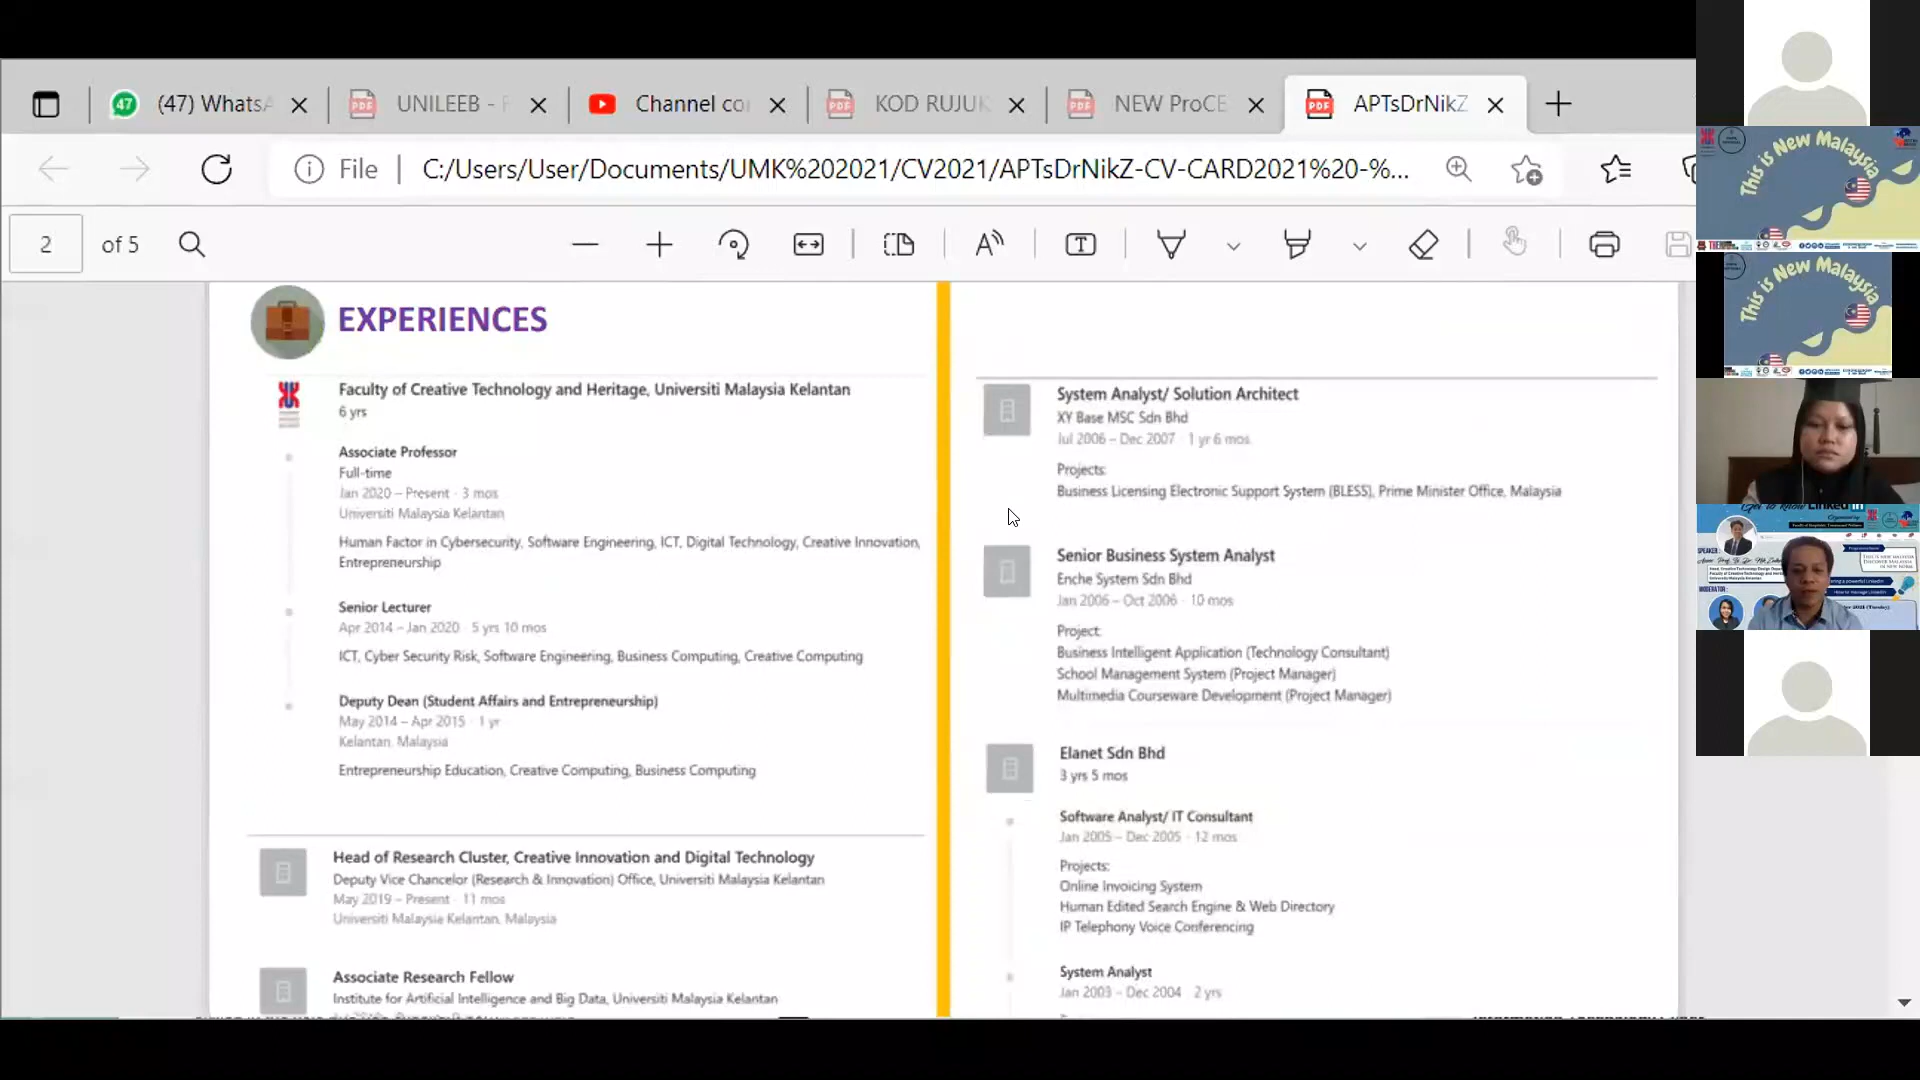 47
(47) WhatsA
UNILEEB -
Channel co
KOD RUJUK
NEW ProCE
APTsDrNikZ
File
C:/Users/User/Documents/UMK%202021/CV2021/APTsDrNikZ-CV-CARD2021%20-%...
2
of 5
EXPERIENCES
Faculty of Creative Technology and Heritage, Universiti Malaysia Kelantan
6 yrs
Associate Professor
Full-time
Jan 2020 – Present · 3 mos
Universiti Malaysia Kelantan
Human Factor in Cybersecurity, Software Engineering, ICT, Digital Technology, Creative Innovation,
Entrepreneurship
Senior Lecturer
Apr 2014 – Jan 2020 · 5 yrs 10 mos
ICT, Cyber Security Risk, Software Engineering, Business Computing, Creative Computing
Deputy Dean (Student Affairs and Entrepreneurship)
May 2014 – Apr 2015 · 1 yr
Kelantan, Malaysia
Entrepreneurship Education, Creative Computing, Business Computing
Head of Research Cluster, Creative Innovation and Digital Technology
Deputy Vice Chancelor (Research & Innovation) Office, Universiti Malaysia Kelantan
May 2019 – Present · 11 mos
Universiti Malaysia Kelantan, Malaysia
Associate Research Fellow
Institute for Artificial Intelligence and Big Data, Universiti Malaysia Kelantan
System Analyst/ Solution Architect
XY Base MSC Sdn Bhd
Jul 2006 – Dec 2007 · 1 yr 6 mos
Projects:
Business Licensing Electronic Support System (BLESS), Prime Minister Office, Malaysia
Senior Business System Analyst
Enche System Sdn Bhd
Jan 2006 – Oct 2006 · 10 mos
Project:
Business Intelligent Application (Technology Consultant)
School Management System (Project Manager)
Multimedia Courseware Development (Project Manager)
Elanet Sdn Bhd
3 yrs 5 mos
Software Analyst/ IT Consultant
Jan 2005 – Dec 2005 · 12 mos
Projects:
Online Invoicing System
Human Edited Search Engine & Web Directory
IP Telephony Voice Conferencing
System Analyst
Jan 2003 – Dec 2004 · 2 yrs
This is New Malaysia
This is New Malaysia
Get to know LinkedIn
SPEAKER :
MODERATOR :